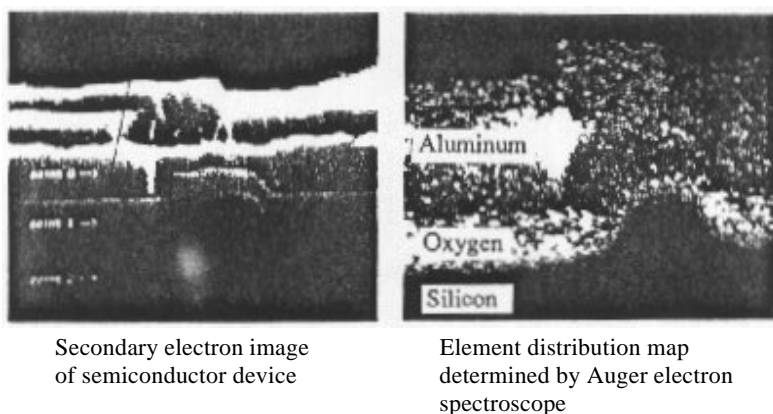 Aluminum
Oxygen
Silicon
Secondary electron image
of semiconductor device
Element distribution map
determined by Auger electron
spectroscope